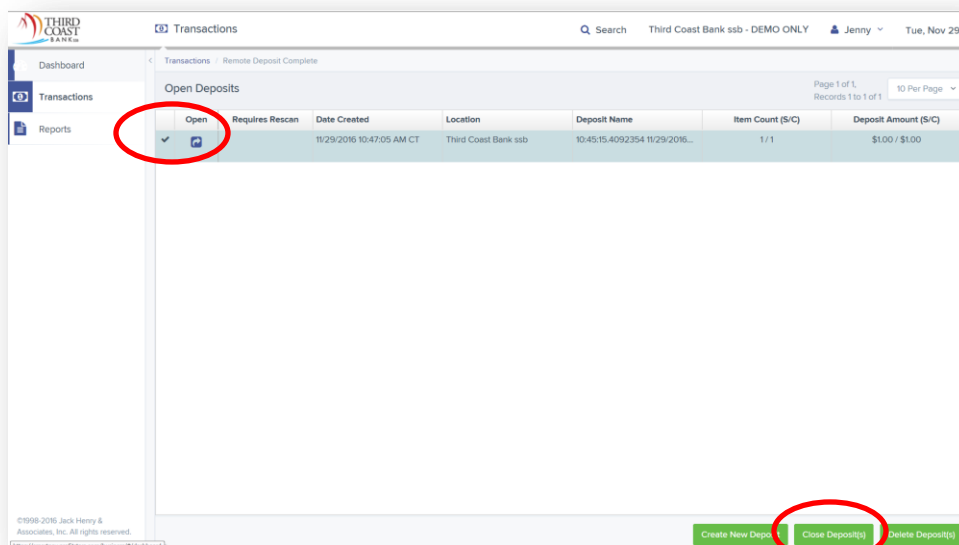 THIRD
COAST
BANK SSB
Transactions
Search
Third Coast Bank ssb - DEMO ONLY
Jenny
Tue, Nov 29
Dashboard
Transactions
Reports
Transactions / Remote Deposit Complete
Open Deposits
Page 1 of 1,
Records 1 to 1 of 1
10 Per Page
Open Requires Rescan Date Created Location Deposit Name Item Count (S/C) Deposit Amount (S/C)
11/29/2016 10:47:05 AM CT Third Coast Bank ssb 10:45:15.4092354 11/29/2016... 1 / 1 $1.00 / $1.00
©1998-2016 Jack Henry &
Associates, Inc. All rights reserved.
Create New Deposit Close Deposit(s) Delete Deposit(s)